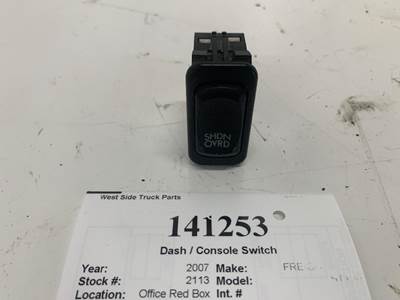 SHDN
OVRD
West Side Truck Parts
141253
Dash / Console Switch
Year: 2007 Make:
Stock #: 2113 Model:
Location: Office Red Box Int. #